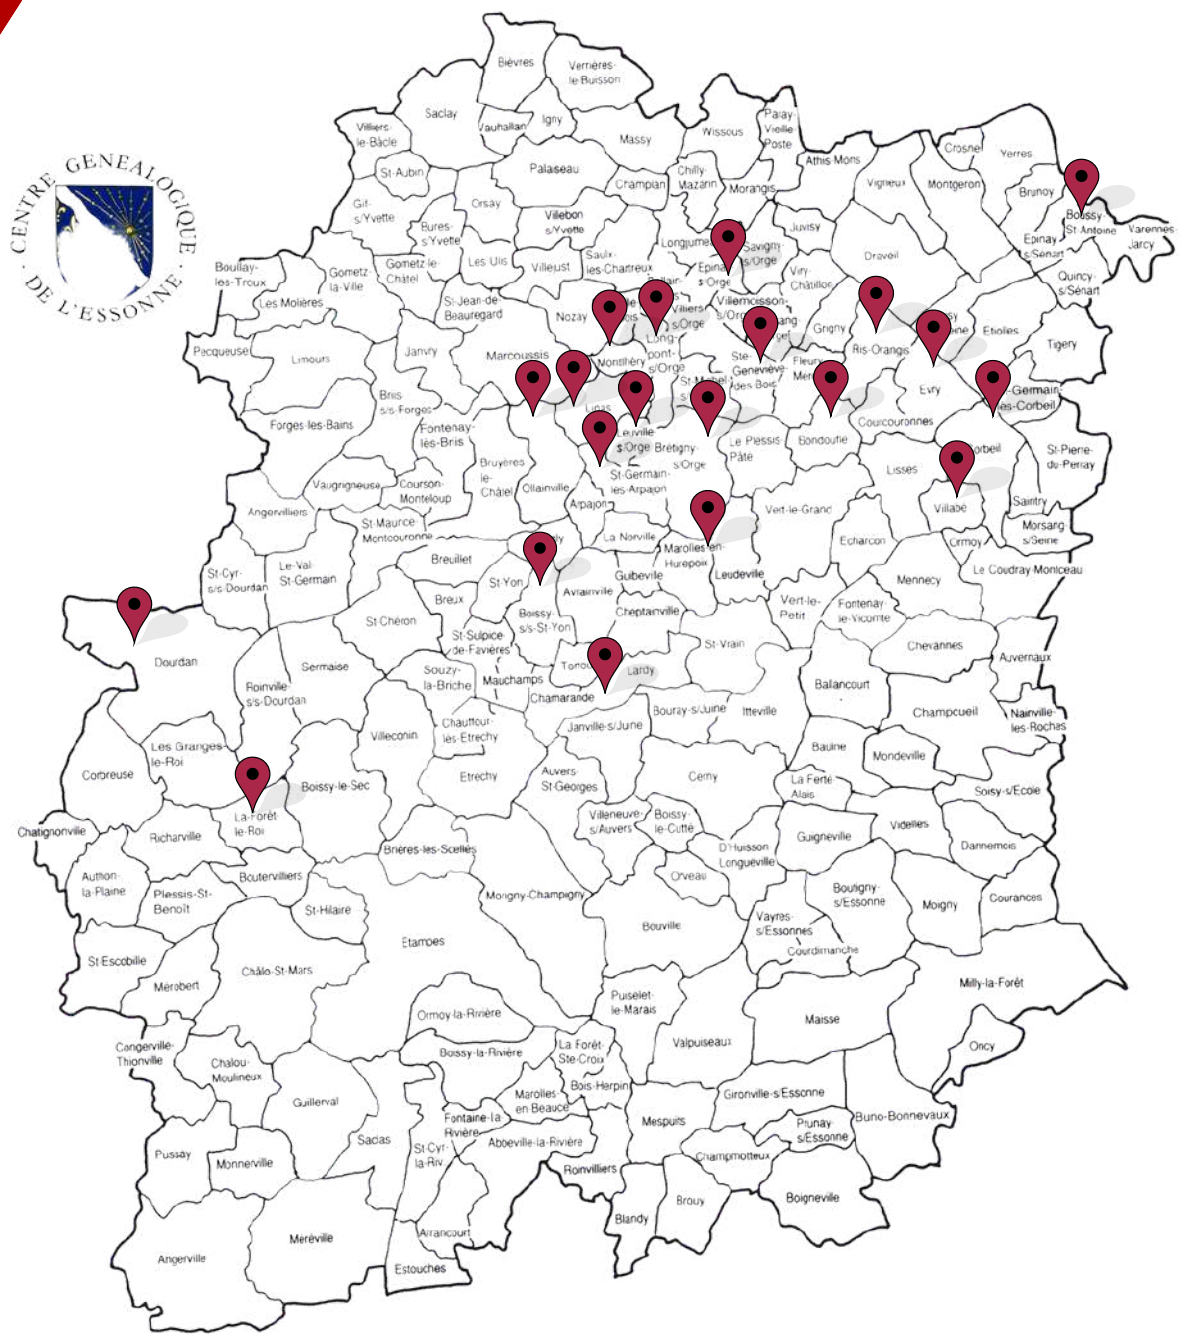 CENTRE GENEALOGIQUE
DE L'ESSONNE
Bièvres
Verrières-
le-Buisson
Saclay
Vauhallan
Igny
Villiers-
le-Bâcle
Massy
Wissous
Paray-
Vieille-
Poste
St-Aubin
Palaiseau
Champlan
Chilly-
Mazarin
Morangis
Athis-Mons
Vigneux
Crosne
Yerres
Montgeron
Brunoy
Gif-
s/Yvette
Orsay
Bures-
s/Yvette
Villebon
s/Yvette
Juvisy
Boussy-
St-Antoine
Varennes-
Jarcy
Epinay
s/Sénart
Draveil
Longjume
Savigny-
s/Orge
Epina
s/Orge
Saulx-
les-Chartreux
Les Ulis
Villejust
Gometz-le-
Châtel
Gometz-
la-Ville
Boullay-
les-Troux
Les Molières
Viry-
Châtillon
Quincy-
s/Sénart
St-Jean-de-
Beauregard
Nozay
Villiers
s/Orge
Villemoisson-
s/Org
Grigny
Etiolles
Tigery
Pecqueuse
Limours
Janvry
Marcoussis
Montlhéry
Long-
pont-
s/Orge
Ste-
Geneviève-
des-Bois
Fleury-
Mer
Ris-Orangis
Evry
-Germain-
lès-Corbeil
Briis
s/s-Forges
Forges-les-Bains
Fontenay-
lès-Briis
Linas
Leuville
s/Orge
Brétigny-
s/Orge
Le Plessis-
Pâté
Bondoufle
Courcouronnes
Lisses
orbeil
St-Pierre-
du-Perray
Bruyères
le-
Châtel
Ollainville
St-Germain-
lès-Arpajon
Arpajon
Vaugrigneuse
Courson-
Monteloup
Angervilliers
St-Maurice-
Montcouronne
Vert-le-Grand
Villabé
Saintry
Morsang-
s/Seine
La Norville
Marolles-en-
Hurepoix
Echarcon
Ormoy
Le Coudray-Montceau
Breuillet
St-Yon
Guibeville
Leudeville
Mennecy
St-Cyr-
s/s-Dourdan
Le-Val-
St-Germain
Avrainville
Cheptainville
Breux
Boissy-
s/s-St-Yon
Vert-le-
Petit
Fontenay-
le-Vicomte
St Chéron
St-Sulpice-
de-Favières
St-Vrain
Chevannes
Auvernaux
Dourdan
Sermaise
Roinville-
s/s-Dourdan
Souzy-
la-Briche
Mauchamps
Lardy
Chamarande
Ballancourt
Bouray-s/Juine
Itteville
Champcueil
Nainville-
les-Roches
Villeconin
Chauffour-
lès-Etrechy
Janville-s/Juine
Les Granges-
le-Roi
Baulne
Mondeville
Corbreuse
Boissy-le-Sec
Etrechy
Auvers-
St-Georges
Cerny
La Ferté-
Alais
Soisy-s/Ecole
Chatignonville
Richarville
La-Forêt-
le-Roi
Villeneuve-
s/Auvers
Boissy-
le-Cutté
Guigneville
Videlles
Dannemois
Brières-les-Scellés
D'Huisson
Longueville
Authon-
la-Plaine
Boutervilliers
Orveau
Plessis-St-
Benoît
Morigny-Champigny
Boutigny-
s/Essonne
Moigny
Courances
St-Hilaire
Bouville
Vayres-
s/Essonnes
Etampes
Courdimanche
St-Escobille
Châlo-St-Mars
Mérobert
Milly-la-Forêt
Puiselet-
le-Marais
Maisse
Ormoy-la-Rivière
Congerville-
Thionville
La Forêt-
Ste-Croix
Boissy-la-Rivière
Valpuiseaux
Oncy
Chalou-
Moulineux
Bois-Herpin
Gironville-s/Essonne
Guillerval
Marolles-
en-Beauce
Fontaine-la-
Rivière
Mespuits
Prunay-
s/Essonne
Buno-Bonnevaux
Saclas
St-Cyr-
la-Riv.
Abbeville-la-Rivière
Pussay
Monnerville
Champmotteux
Roinvilliers
Brouy
Boigneville
Blandy
Arrancourt
Méréville
Angerville
Estouches